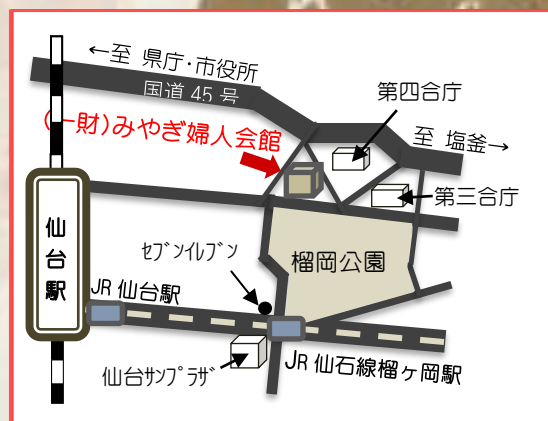 ←至 県庁・市役所
国道 45 号
第四合庁
(一財)みやぎ婦人会館
至 塩釜→
第三合庁
仙台駅
ｾﾌﾞﾝｲﾚﾌﾞﾝ
榴岡公園
JR 仙台駅
仙台ｻﾝﾌﾟﾗｻﾞ
JR 仙石線榴ヶ岡駅